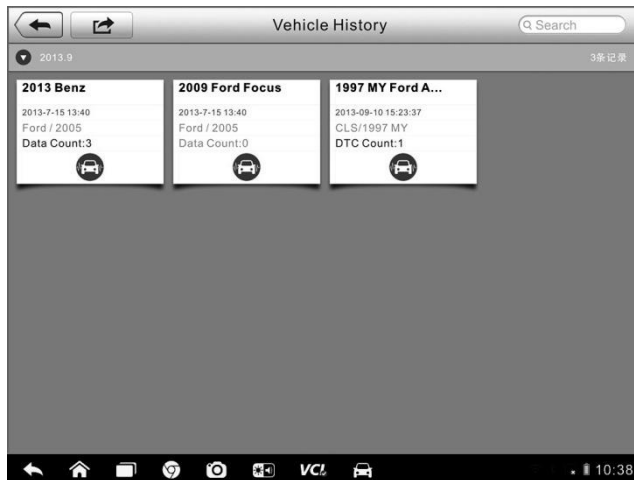 Vehicle History
Search
2013.9
3条记录
2013 Benz
2013-7-15 13:40
Ford / 2005
Data Count:3
2009 Ford Focus
2013-7-15 13:40
Ford / 2005
Data Count:0
1997 MY Ford A...
2013-09-10 15:23:37
CLS/1997 MY
DTC Count:1
VCI
10:38